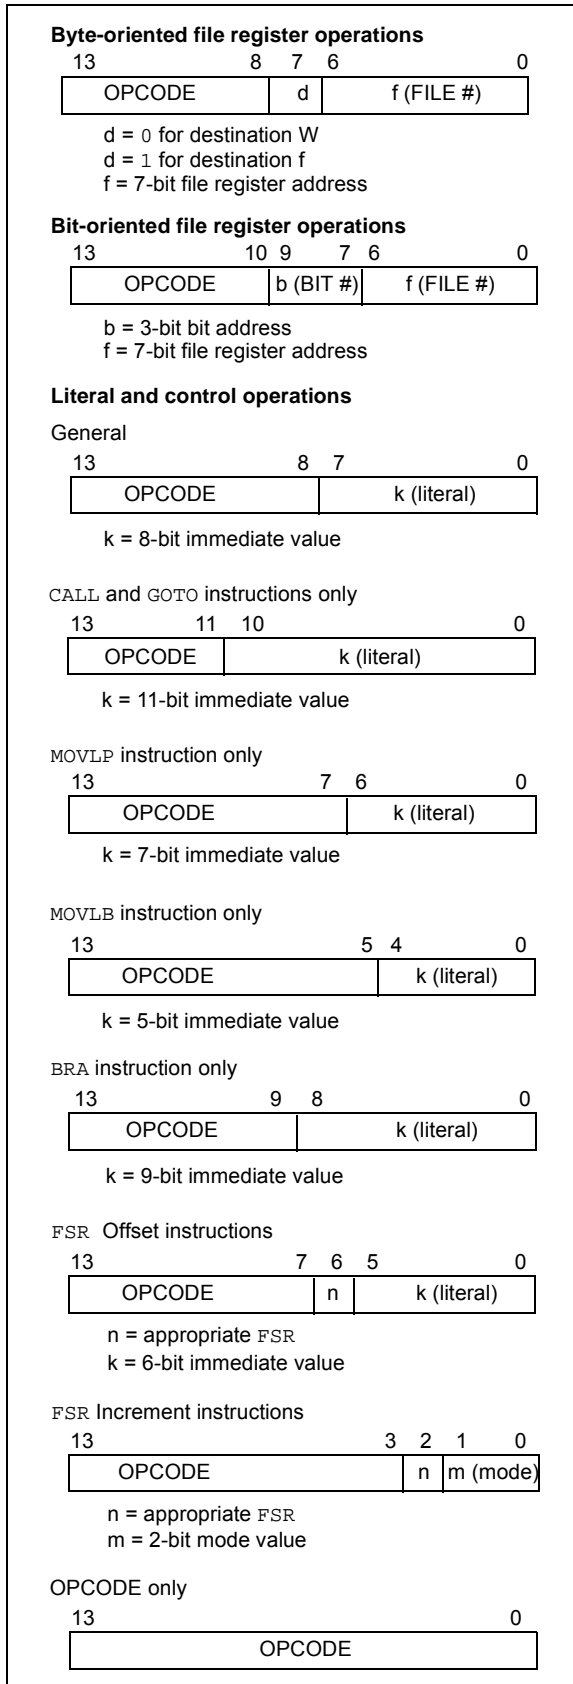 Byte-oriented file register operations
13 8 7 6 0
OPCODE d f (FILE #)
d = 0 for destination W
d = 1 for destination f
f = 7-bit file register address
Bit-oriented file register operations
13 10 9 7 6 0
OPCODE b (BIT #) f (FILE #)
b = 3-bit bit address
f = 7-bit file register address
Literal and control operations
General
13 8 7 0
OPCODE k (literal)
k = 8-bit immediate value
CALL and GOTO instructions only
13 11 10 0
OPCODE k (literal)
k = 11-bit immediate value
MOVLP instruction only
13 7 6 0
OPCODE k (literal)
k = 7-bit immediate value
MOVLB instruction only
13 5 4 0
OPCODE k (literal)
k = 5-bit immediate value
BRA instruction only
13 9 8 0
OPCODE k (literal)
k = 9-bit immediate value
FSR Offset instructions
13 7 6 5 0
OPCODE n k (literal)
n = appropriate FSR
k = 6-bit immediate value
FSR Increment instructions
13 3 2 1 0
OPCODE n m (mode)
n = appropriate FSR
m = 2-bit mode value
OPCODE only
13 0
OPCODE